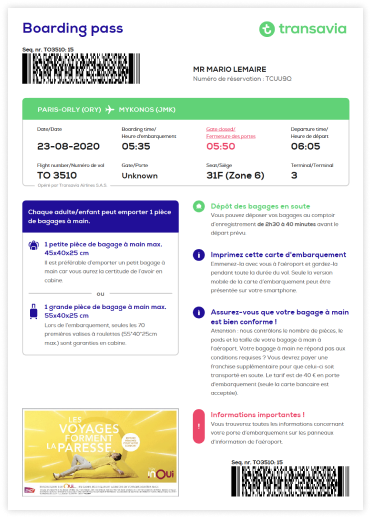 Boarding pass
transavia
Seq. nr. TO3510: 15
MR MARIO LEMAIRE
Numéro de réservation : TCUU9Q
PARIS-ORLY (ORY) MYKONOS (JMK)
Date/Date
Boarding time/
Heure d'embarquement
Gate closed/
Fermeture des portes
Departure time/
Heure de départ
23-08-2020
05:35
05:50
06:05
Flight number/Numéro de vol
Gate/Porte
Seat/Siège
Terminal/Terminal
TO 3510
Unknown
31F (Zone 6)
3
Opéré par Transavia Airlines S.A.S.
Chaque adulte/enfant peut emporter 1 pièce
de bagages à main.
1 petite pièce de bagage à main max.
45x40x25 cm
Il est préférable d'emporter un petit bagage à
main car vous aurez la certitude de l'avoir en
cabine.
ou
1 grande pièce de bagage à main max.
55x40x25 cm
Lors de l'embarquement, seules les 70
premières valises à roulettes (55*40*25cm
max.) sont garanties en cabine.
Dépôt des bagages en soute
Vous pouvez déposer vos bagages au comptoir
d'enregistrement de 2h30 à 40 minutes avant le
départ prévu.
Imprimez cette carte d'embarquement
Emmenez-la avec vous à l'aéroport et gardez-la
pendant toute la durée du vol. Seule la version
mobile de la carte d'embarquement peut être
présentée sur votre smartphone.
Assurez-vous que votre bagage à main
est bien conforme !
Attention : nous contrôlons le nombre de pièces, le
poids et la taille de votre bagage à main à
l'aéroport. Votre bagage à main ne répond pas aux
conditions requises ? Vous devrez payer une
franchise supplémentaire pour que celui-ci soit
transporté en soute. Le tarif est de 40 € en porte
d'embarquement (seule la carte bancaire est
acceptée).
Informations importantes !
Vous trouverez toutes les informations concernant
votre porte d'embarquement sur les panneaux
d'information de l'aéroport.
LES
VOYAGES
FORMENT
LA PARESSE
inOui
SNCF
Seq. nr. TO3510: 15